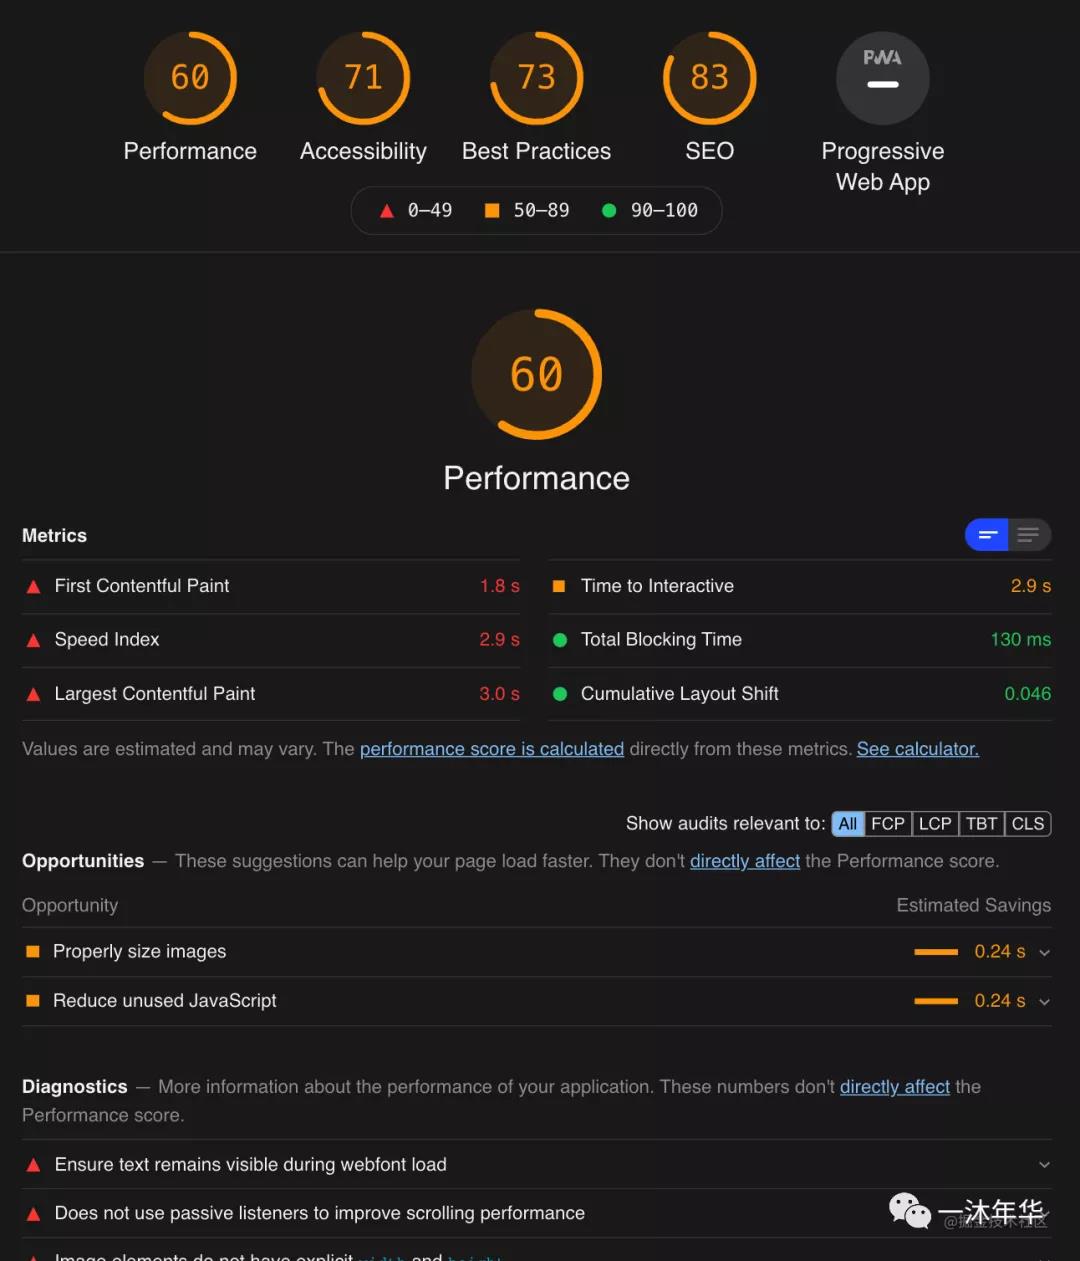 60 71 73 83 PWA
Performance Accessibility Best Practices SEO Progressive
Web App
0–49 50–89 90–100
60
Performance
Metrics
First Contentful Paint 1.8 s Time to Interactive 2.9 s
Speed Index 2.9 s Total Blocking Time 130 ms
Largest Contentful Paint 3.0 s Cumulative Layout Shift 0.046
Values are estimated and may vary. The performance score is calculated directly from these metrics. See calculator.
Show audits relevant to: All FCP LCP TBT CLS
Opportunities — These suggestions can help your page load faster. They don't directly affect the Performance score.
Opportunity Estimated Savings
Properly size images 0.24 s
Reduce unused JavaScript 0.24 s
Diagnostics — More information about the performance of your application. These numbers don't directly affect the
Performance score.
Ensure text remains visible during webfont load
Does not use passive listeners to improve scrolling performance
一沐年华
@掘金技术社区
Image elements do not have explicit width and height